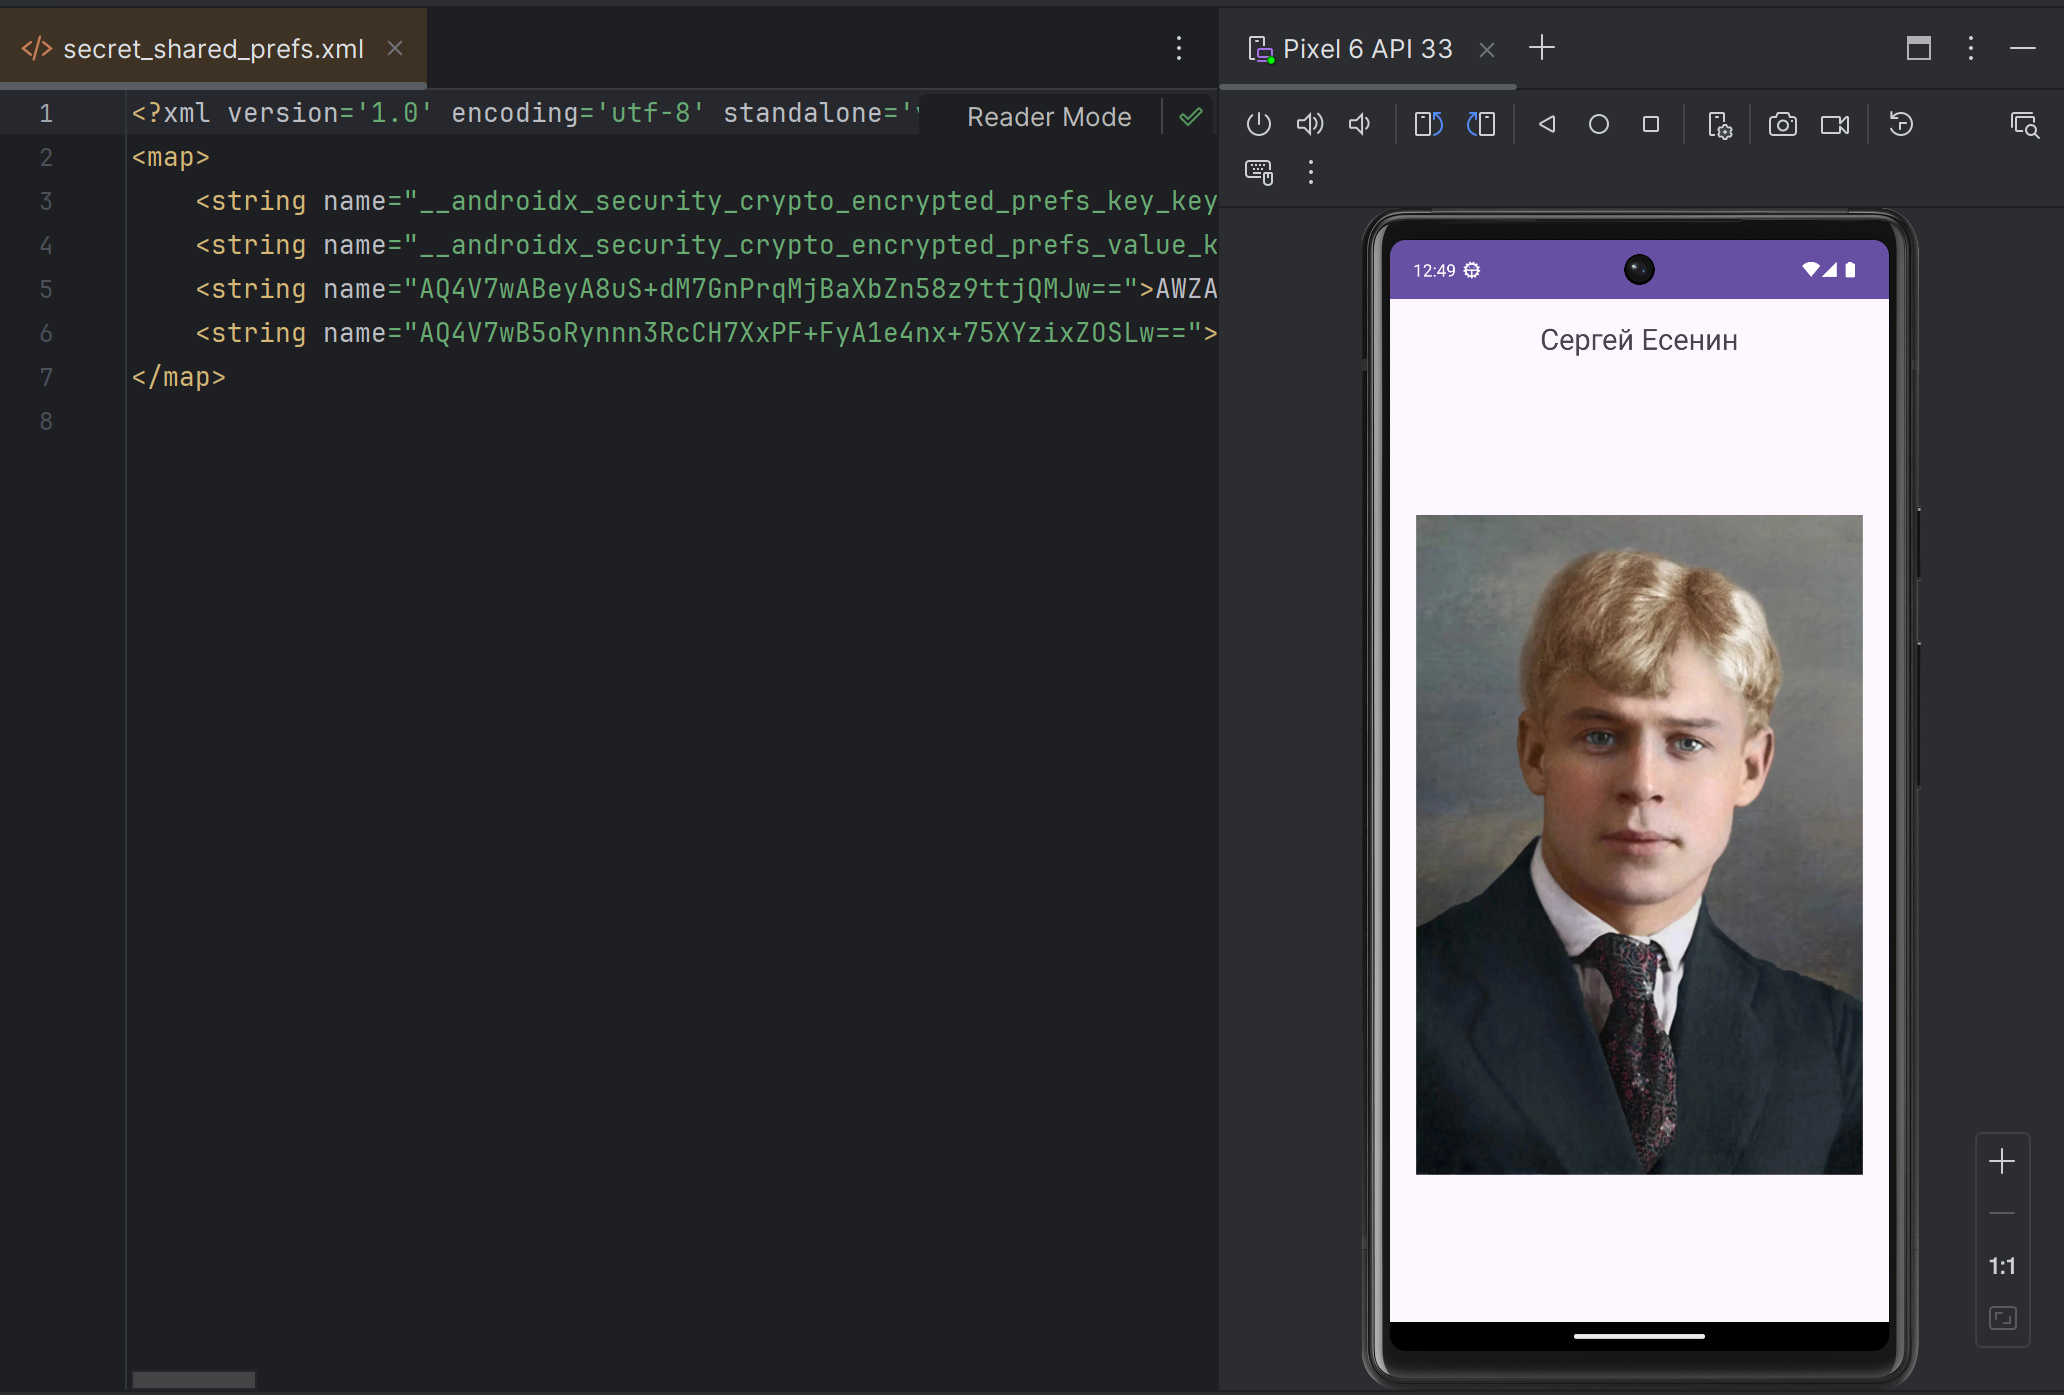 secret_shared_prefs.xml
Pixel 6 API 33
1 <?xml version='1.0' encoding='utf-8' standalone='
Reader Mode
2 <map>
3 <string name="__androidx_security_crypto_encrypted_prefs_key_key
4 <string name="__androidx_security_crypto_encrypted_prefs_value_k
5 <string name="AQ4V7wABeyA8uS+dM7GnPrqMjBaXbZn58z9ttjQMJw==">AWZA
6 <string name="AQ4V7wB5oRynnn3RcCH7XxPF+FyA1e4nx+75XYzixZOSLw==">
7 </map>
8
12:49
Сергей Есенин
1:1